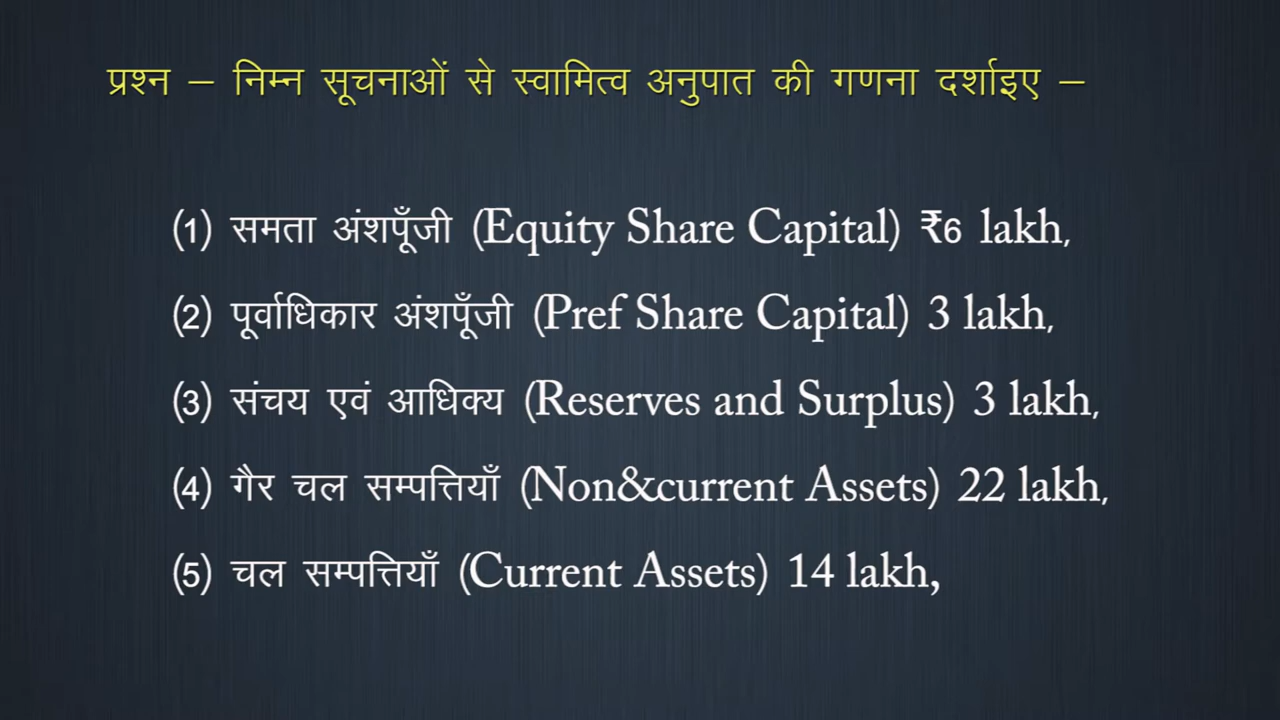 प्रश्न – निम्न सूचनाओं से स्वामित्व अनुपात की गणना दर्शाइए –
(1) समता अंशपूँजी (Equity Share Capital) ₹6 lakh,
(2) पूर्वाधिकार अंशपूँजी (Pref Share Capital) 3 lakh,
(3) संचय एवं आधिक्य (Reserves and Surplus) 3 lakh,
(4) गैर चल सम्पत्तियाँ (Non&current Assets) 22 lakh,
(5) चल सम्पत्तियाँ (Current Assets) 14 lakh,